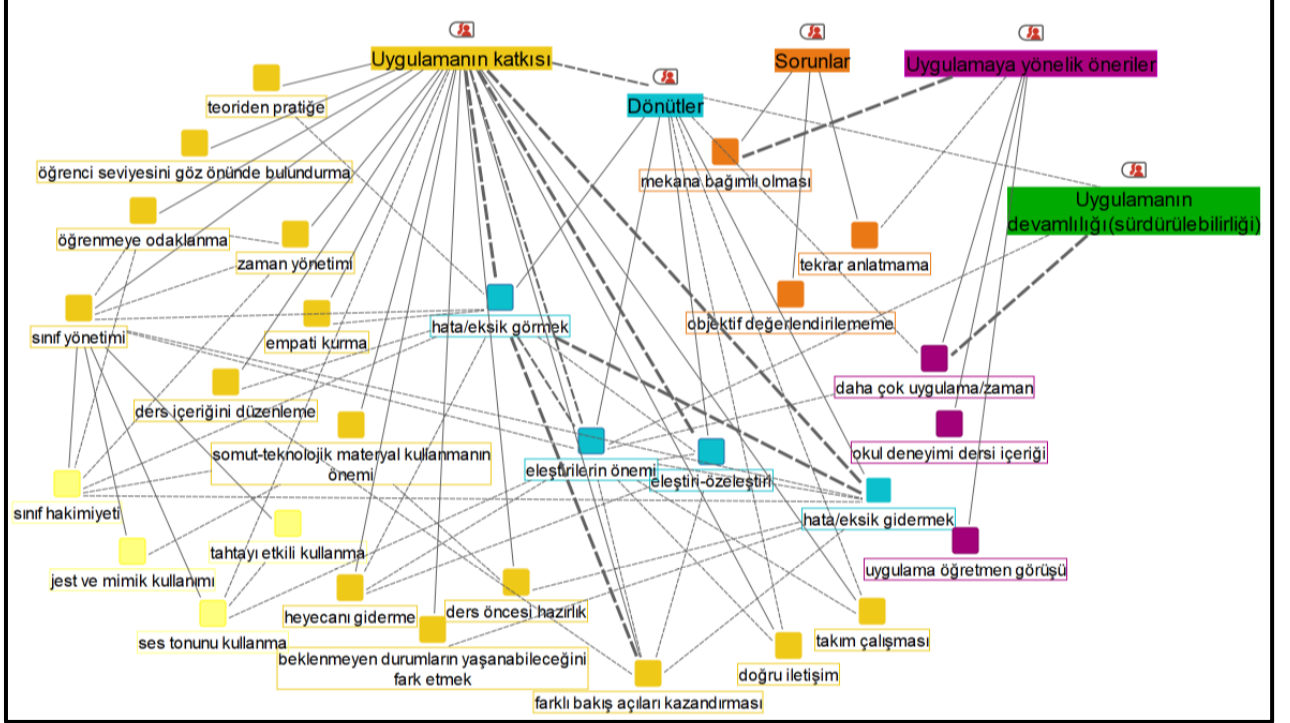 Uygulamanın katkısı
Sorunlar
Uygulamaya yönelik öneriler
Dönütler
teoriden pratiğe
öğrenci seviyesini göz önünde bulundurma
mekana bağımlı olması
Uygulamanın
devamlılığı(sürdürülebilirliği)
öğrenmeye odaklanma
zaman yönetimi
tekrar anlatmama
sınıf yönetimi
empati kurma
hata/eksik görmek
objektif değerlendirilememe
daha çok uygulama/zaman
ders içeriğini düzenleme
somut-teknolojik materyal kullanmanın
önemi
eleştirilerin önemi
eleştiri-özeleştiri
okul deneyimi dersi içeriği
sınıf hakimiyeti
hata/eksik gidermek
tahtayı etkili kullanma
jest ve mimik kullanımı
uygulama öğretmen görüşü
heyecanı giderme
ders öncesi hazırlık
ses tonunu kullanma
takım çalışması
beklenmeyen durumların yaşanabileceğini
fark etmek
doğru iletişim
farklı bakış açıları kazandırması